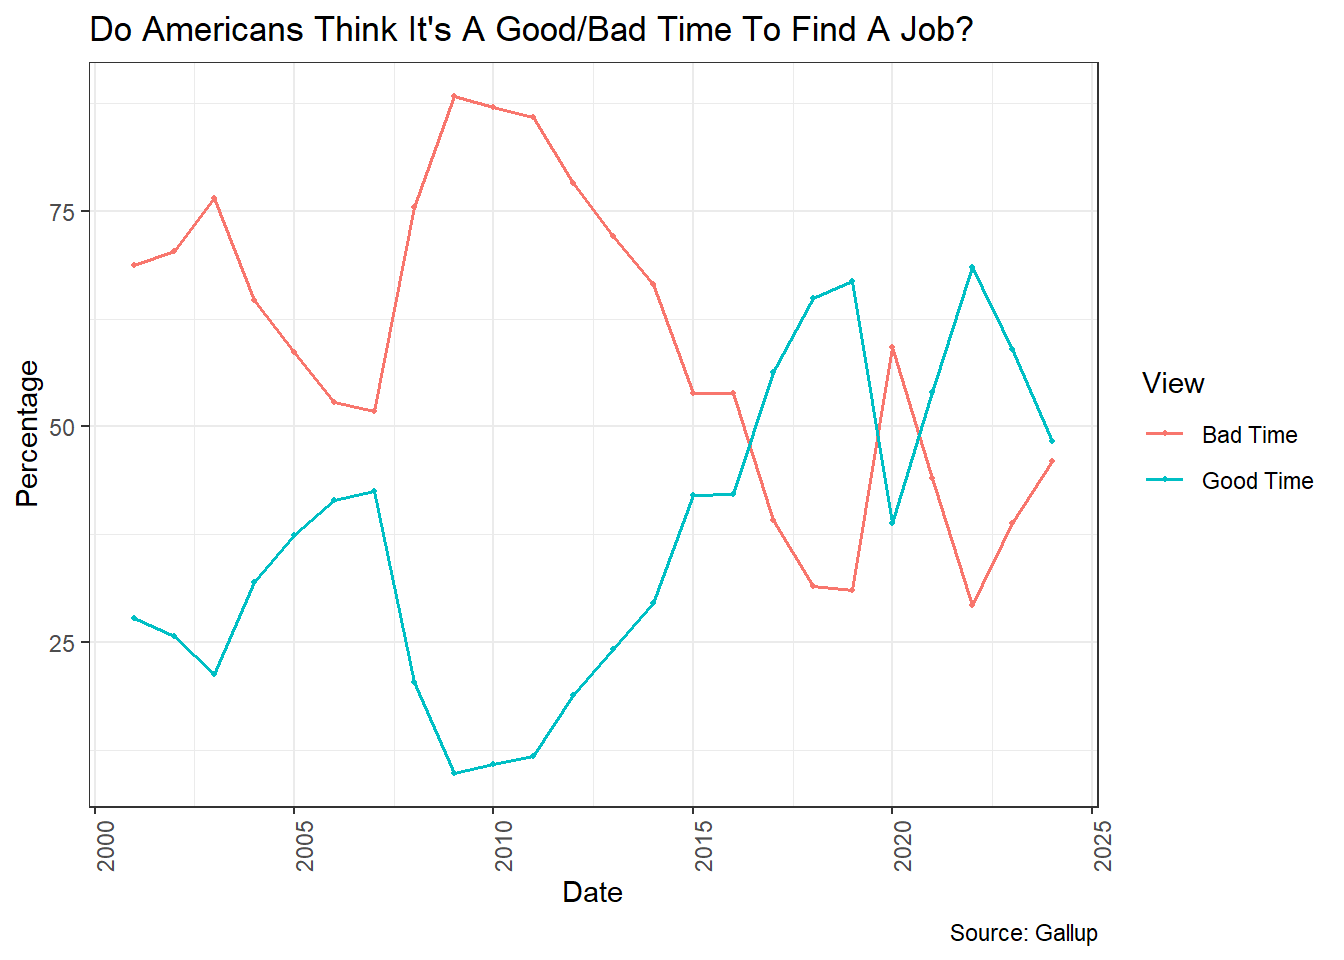 Do Americans Think It's A Good/Bad Time To Find A Job?
Percentage
75
50
25
2000
2005
2010
2015
2020
2025
Date
View
Bad Time
Good Time
Source: Gallup